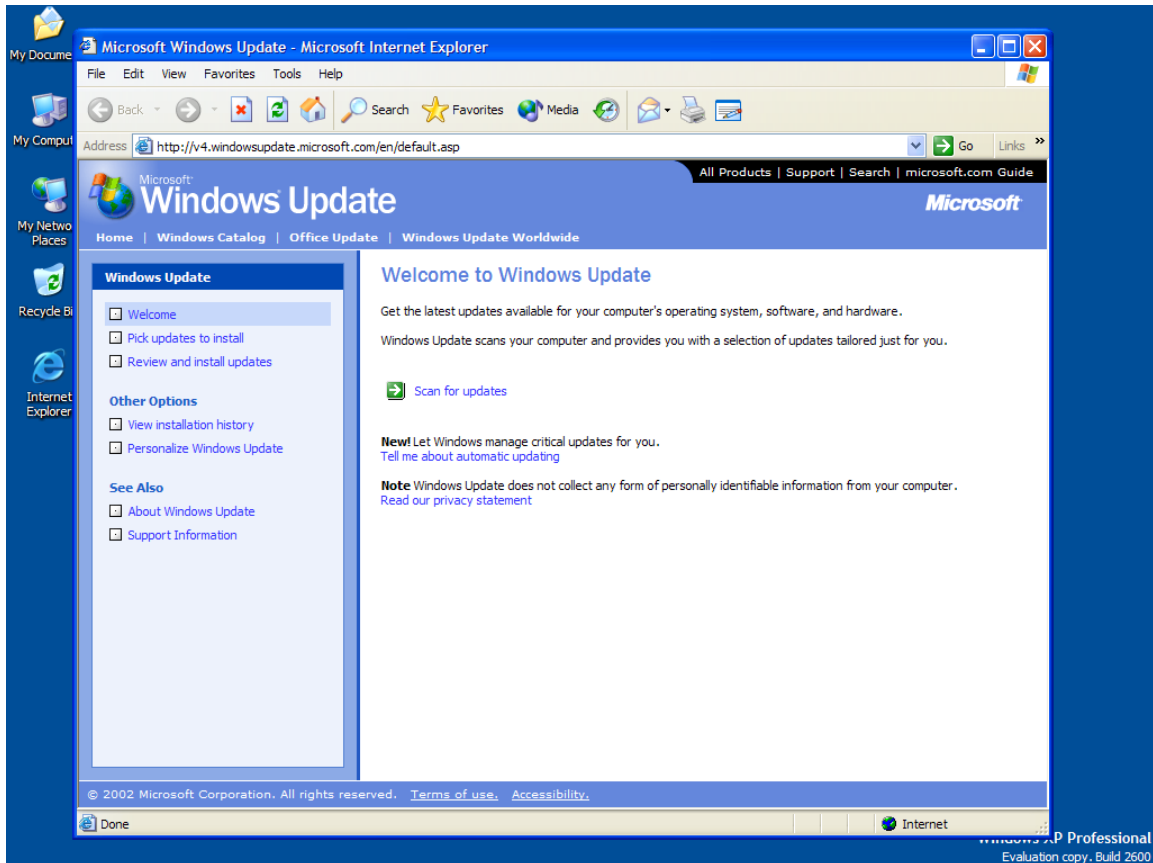 My Docume
My Comput
My Netwo
Places
Recycle Bi
Internet
Explorer
Microsoft Windows Update - Microsoft Internet Explorer
File Edit View Favorites Tools Help
Back Search Favorites Media
Address http://v4.windowsupdate.microsoft.com/en/default.asp Go Links »
All Products | Support | Search | microsoft.com Guide
Microsoft
Windows Update
Microsoft
Home | Windows Catalog | Office Update | Windows Update Worldwide
Windows Update
Welcome
Pick updates to install
Review and install updates
Other Options
View installation history
Personalize Windows Update
See Also
About Windows Update
Support Information
Welcome to Windows Update
Get the latest updates available for your computer's operating system, software, and hardware.
Windows Update scans your computer and provides you with a selection of updates tailored just for you.
Scan for updates
New! Let Windows manage critical updates for you.
Tell me about automatic updating
Note Windows Update does not collect any form of personally identifiable information from your computer.
Read our privacy statement
© 2002 Microsoft Corporation. All rights reserved. Terms of use. Accessibility.
Done Internet
P Professional
Evaluation copy. Build 2600